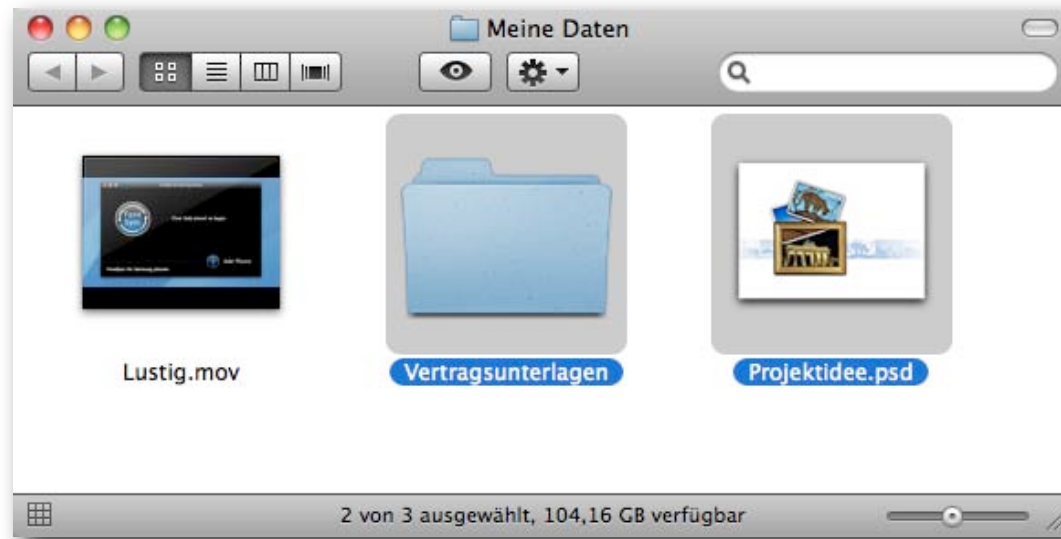 Meine Daten
Lustig.mov
Vertragsunterlagen
Projektidee.psd
2 von 3 ausgewählt, 104,16 GB verfügbar